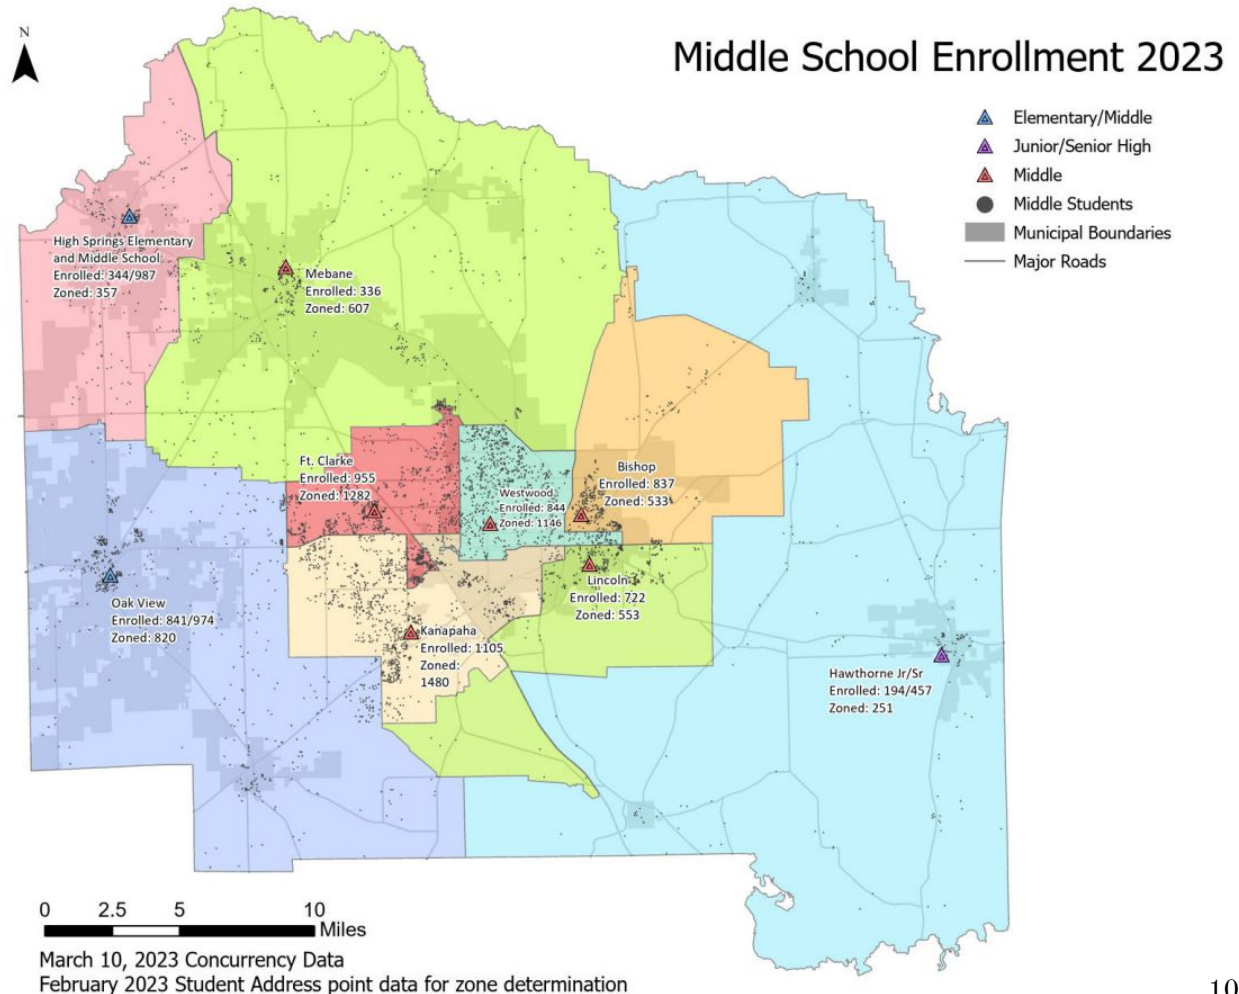 N
Middle School Enrollment 2023
Elementary/Middle
Junior/Senior High
Middle
Middle Students
Municipal Boundaries
Major Roads
High Springs Elementary
and Middle School
Enrolled: 344/987
Zoned: 357
Mebane
Enrolled: 336
Zoned: 607
Ft. Clarke
Enrolled: 955
Zoned: 1282
Westwood
Enrolled: 844
Zoned: 1146
Bishop
Enrolled: 837
Zoned: 533
Oak View
Enrolled: 841/974
Zoned: 820
Lincoln
Enrolled: 722
Zoned: 553
Kanapaha
Enrolled: 1105
Zoned:
1480
Hawthorne Jr/Sr
Enrolled: 194/457
Zoned: 251
0 2.5 5 10
Miles
March 10, 2023 Concurrency Data
February 2023 Student Address point data for zone determination
10